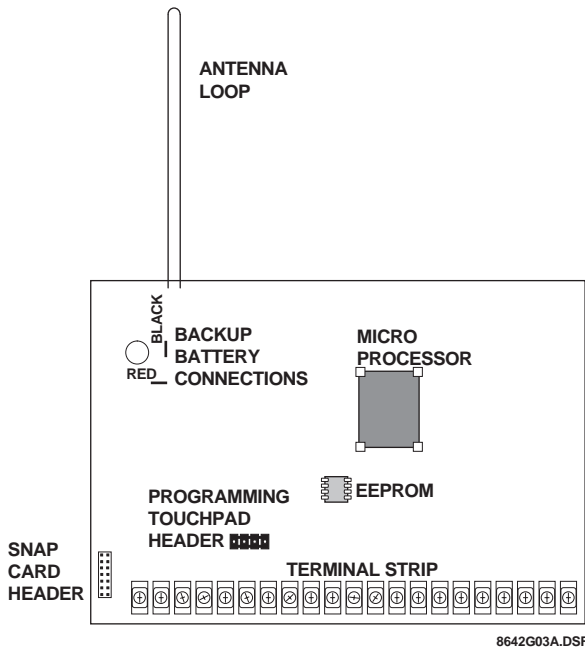 ANTENNA
LOOP
BLACK
BACKUP
BATTERY
RED CONNECTIONS
MICRO
PROCESSOR
EEPROM
PROGRAMMING
TOUCHPAD
HEADER
SNAP
CARD
HEADER
TERMINAL STRIP
8642G03A.DSF